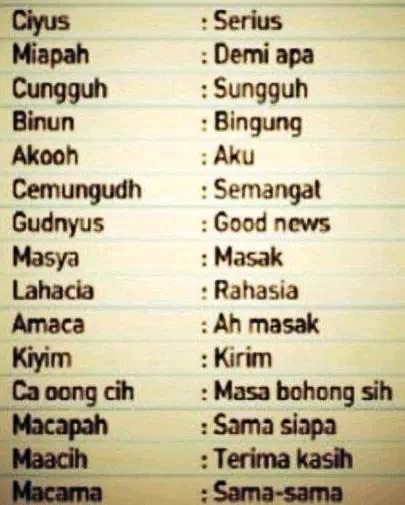 Ciyus : Serius
Miapah : Demi apa
Cungguh : Sungguh
Binun : Bingung
Akooh : Aku
Cemungudh : Semangat
Gudnyus : Good news
Masya : Masak
Lahacia : Rahasia
Amaca : Ah masak
Kiyim : Kirim
Ca oong cih : Masa bohong sih
Macapah : Sama siapa
Maacih : Terima kasih
Macama : Sama-sama